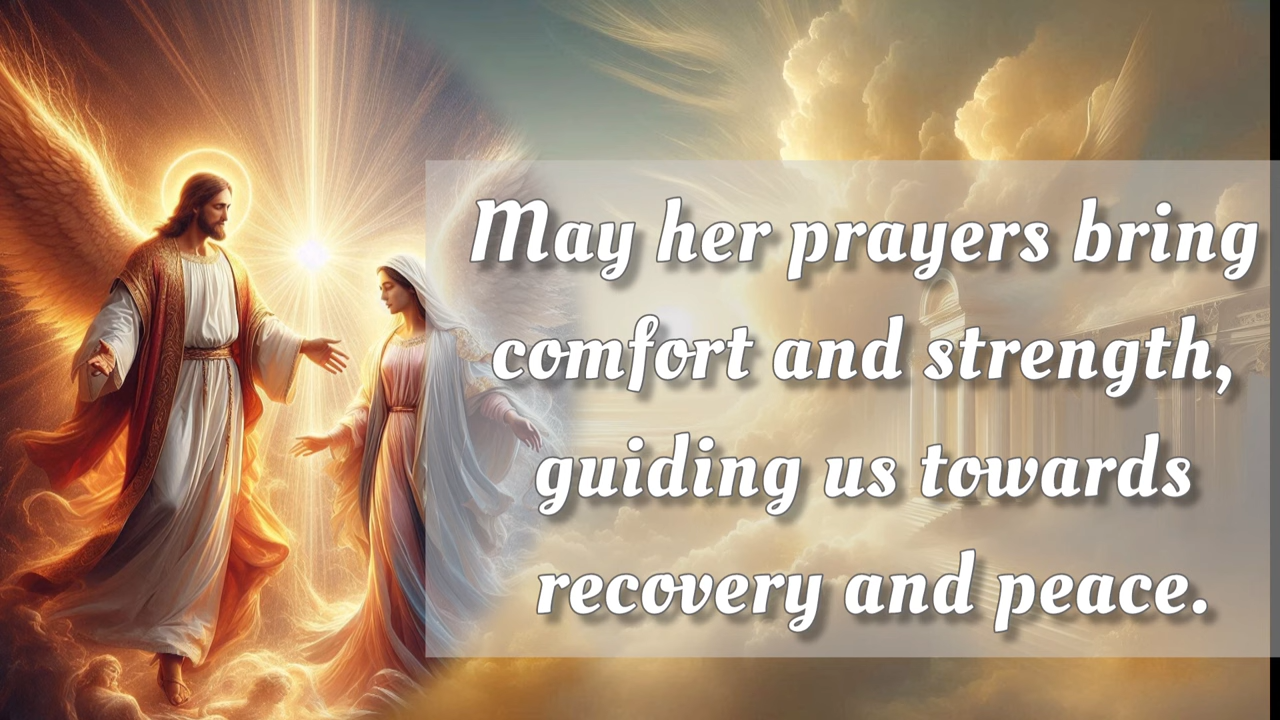 May her prayers bring
comfort and strength,
guiding us towards
recovery and peace.